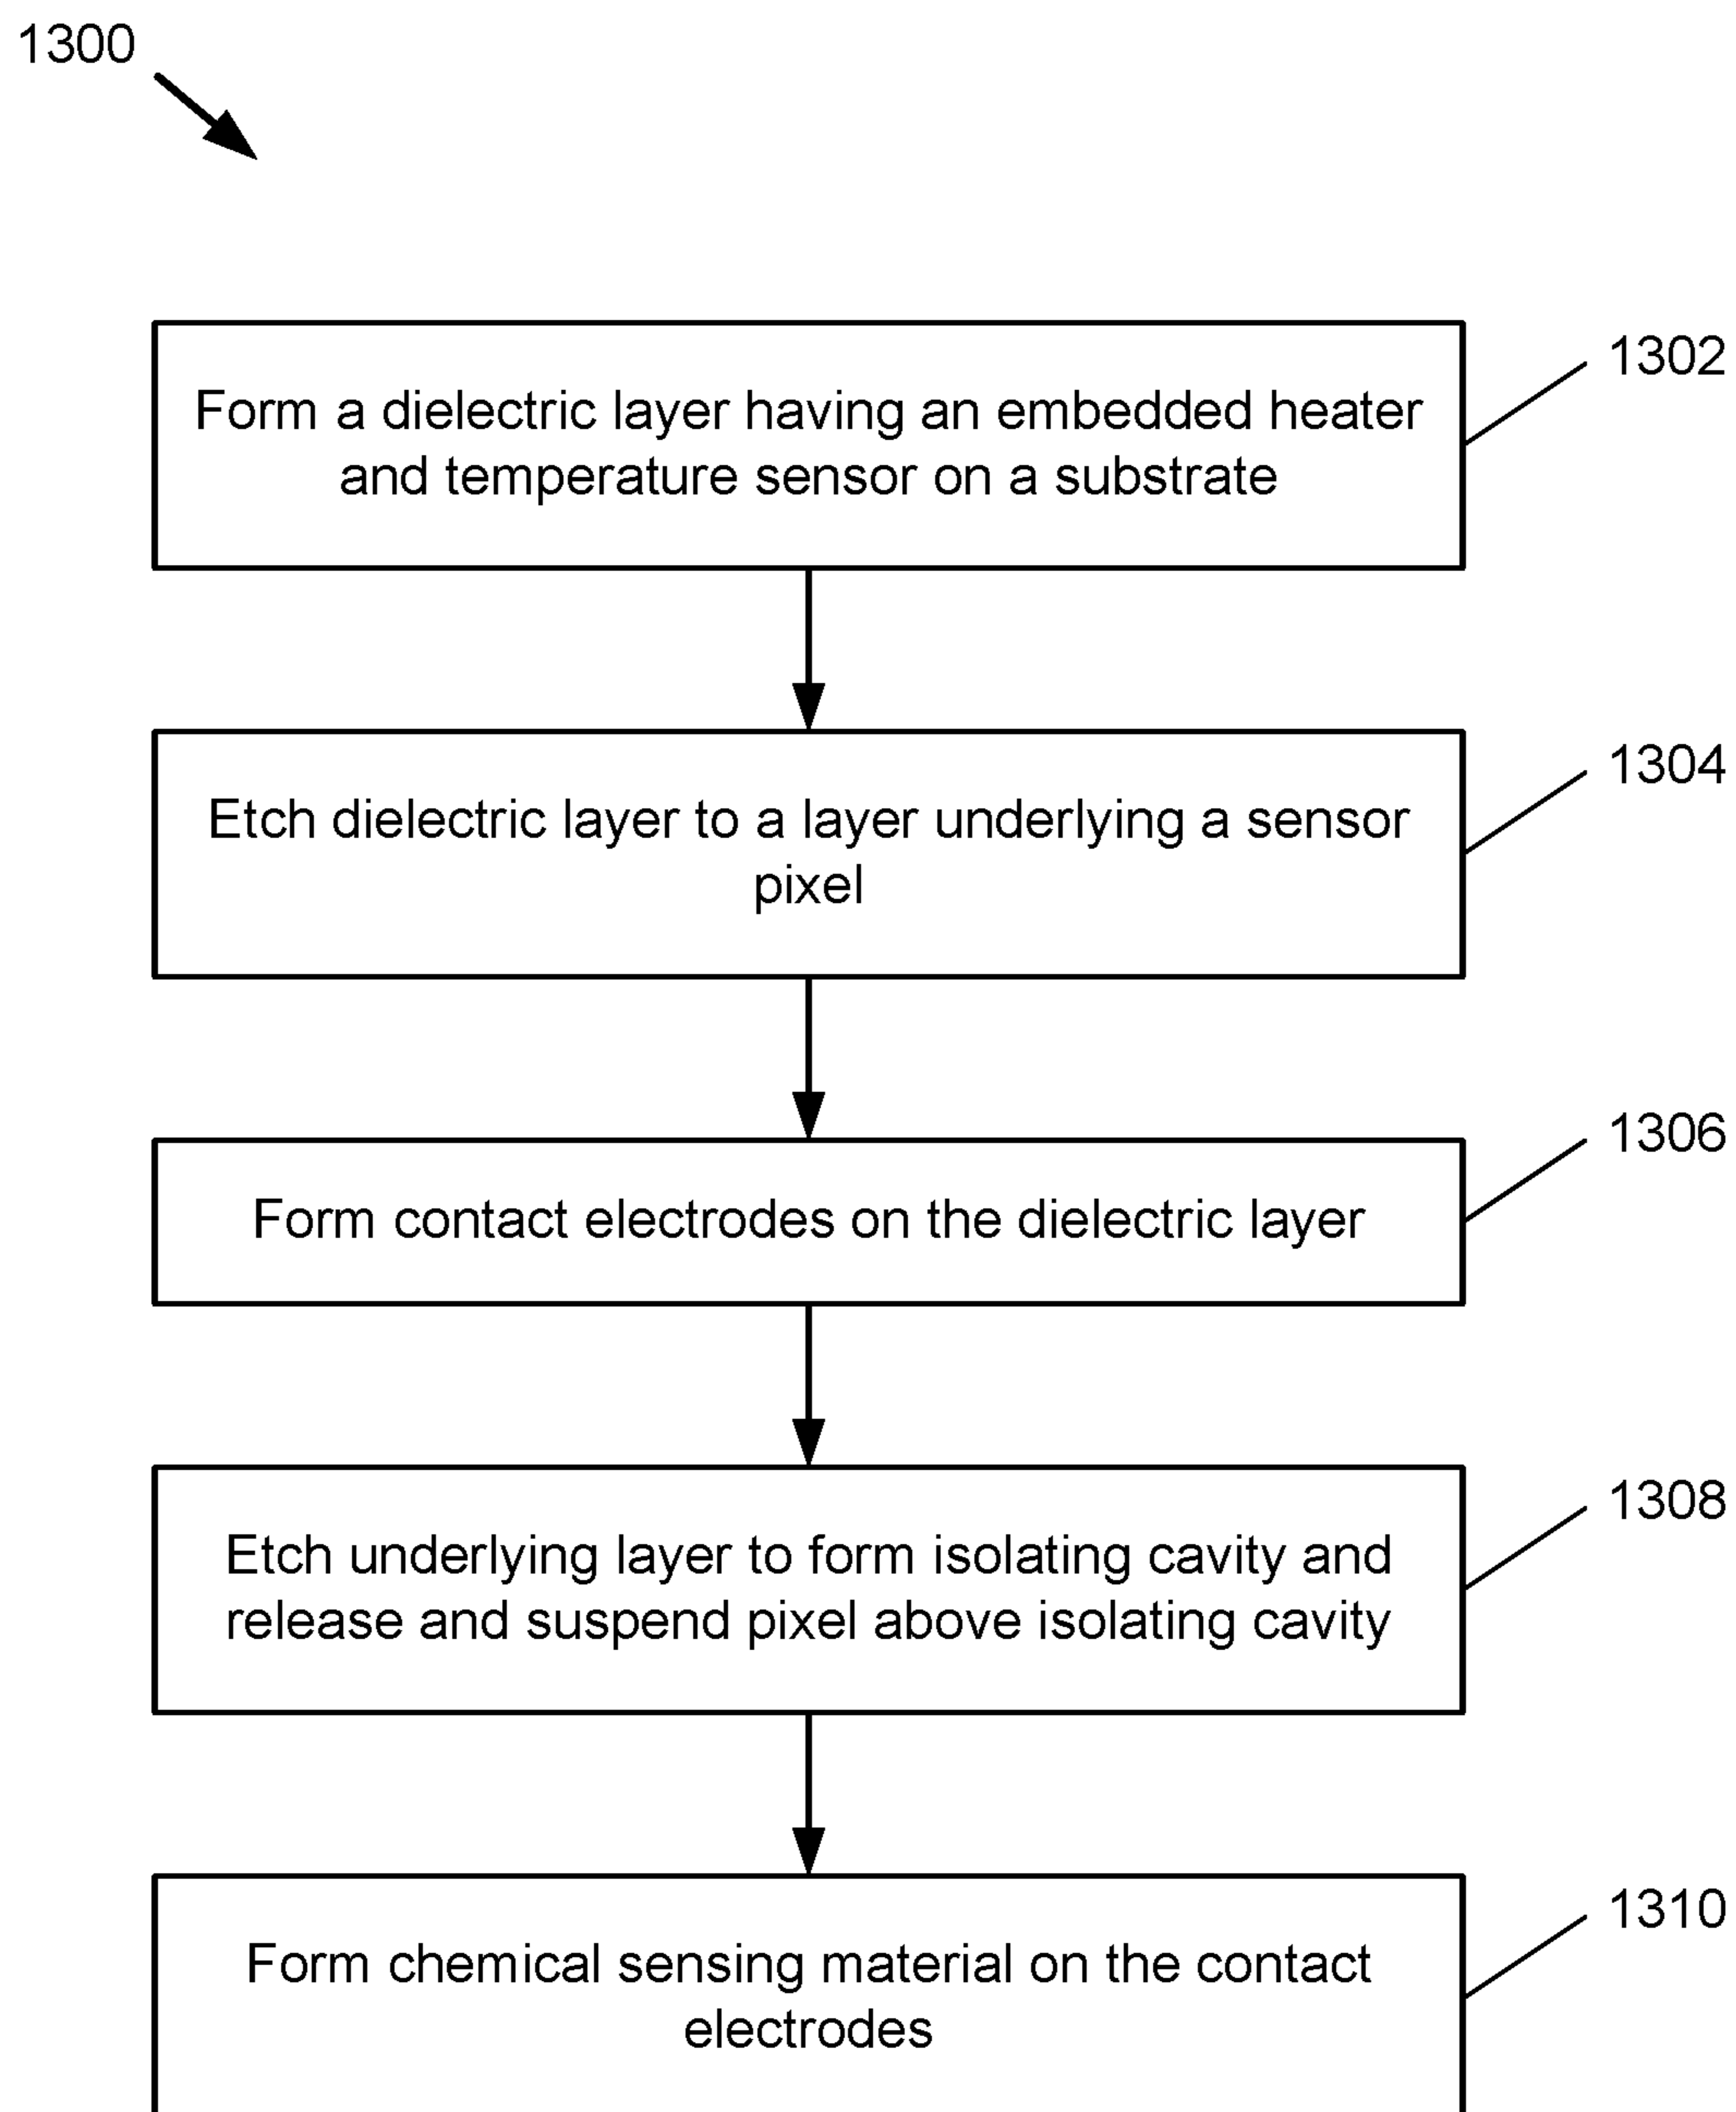 1300
Form a dielectric layer having an embedded heater
and temperature sensor on a substrate
1302
Etch dielectric layer to a layer underlying a sensor
pixel
1304
Form contact electrodes on the dielectric layer
1306
Etch underlying layer to form isolating cavity and
release and suspend pixel above isolating cavity
1308
Form chemical sensing material on the contact
electrodes
1310